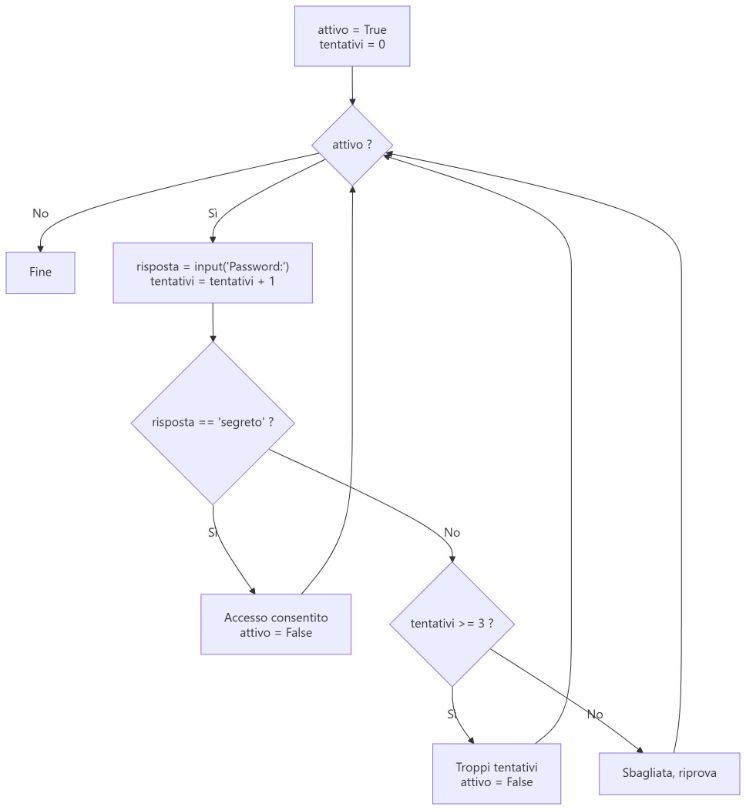 attivo = True
tentativi = 0
attivo ?
No
Sì
Fine
risposta = input('Password:')
tentativi = tentativi + 1
risposta == 'segreto' ?
Sì
No
Accesso consentito
attivo = False
tentativi >= 3 ?
Sì
No
Troppi tentativi
attivo = False
Sbagliata, riprova